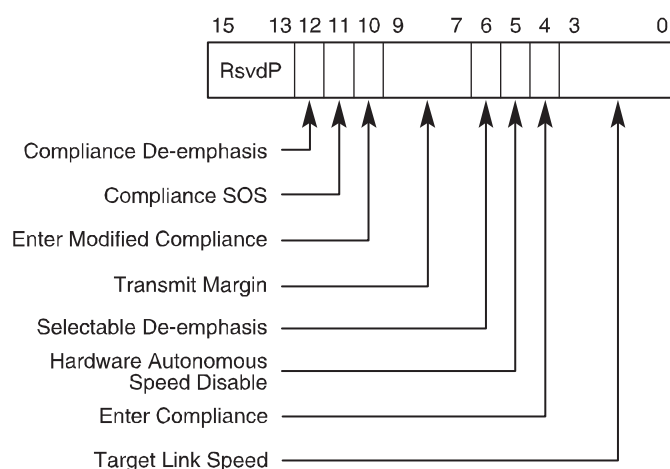 15 13 12 11 10 9 7 6 5 4 3 0
RsvdP
Compliance De-emphasis
Compliance SOS
Enter Modified Compliance
Transmit Margin
Selectable De-emphasis
Hardware Autonomous
Speed Disable
Enter Compliance
Target Link Speed